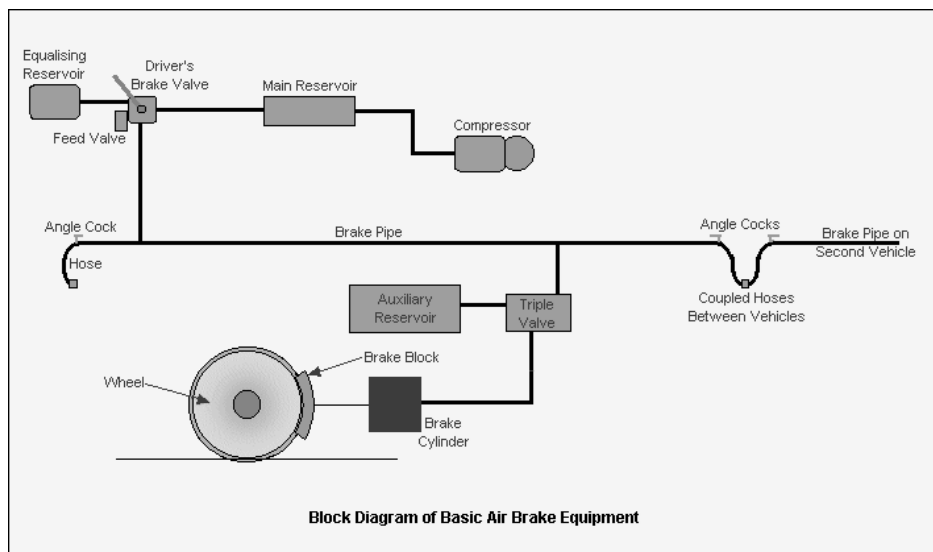 Equalising
Reservoir
Driver's
Brake Valve
Main Reservoir
Compressor
Feed Valve
Angle Cock
Brake Pipe
Angle Cocks
Brake Pipe on
Second Vehicle
Hose
Auxiliary
Reservoir
Triple
Valve
Coupled Hoses
Between Vehicles
Brake Block
Wheel
Brake
Cylinder
Block Diagram of Basic Air Brake Equipment